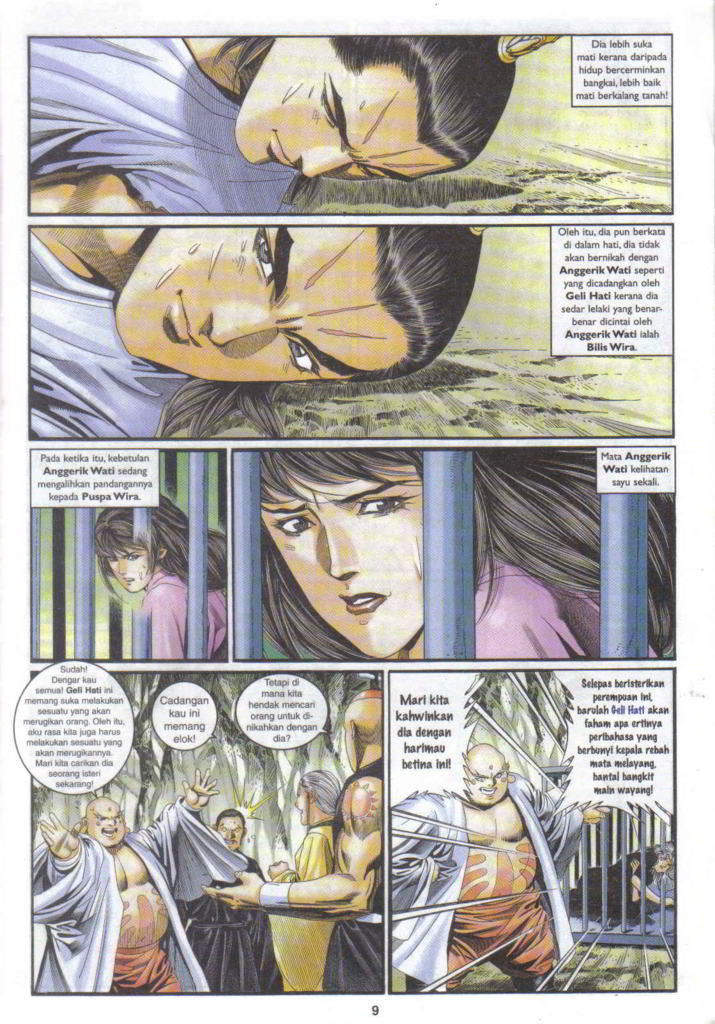 Dia lebih suka
mati kerana daripada
hidup bercerminkan
bangkai, lebih baik
mati berkalang tanah!
Oleh itu, dia pun berkata
di dalam hati, dia tidak
akan bernikah dengan
Anggerik Wati seperti
yang dicadangkan oleh
Geli Hati kerana dia
sedar lelaki yang benar-
benar dicintai oleh
Anggerik Wati ialah
Bilis Wira.
Pada ketika itu, kebetulan
Anggerik Wati sedang
mengalihkan pandangannya
kepada Puspa Wira.
Mata Anggerik
Wati kelihatan
sayu sekali.
Sudah!
Dengar kau
semua! Geli Hati ini
memang suka melakukan
sesuatu yang akan
merugikan orang. Oleh itu,
aku rasa kita juga harus
melakukan sesuatu yang
akan merugikannya.
Mari kita carikan dia
seorang isteri
sekarang!
Cadangan
kau ini
memang
elok!
Tetapi di
mana kita
hendak mencari
orang untuk di-
nikahkan dengan
dia?
Mari kita
kahwinkan
dia dengan
harimau
betina ini!
Selepas beristerikan
perempuan ini,
barulah Geli Hati akan
faham apa ertinya
peribahasa yang
berbunyi kepala rebah
mata melayang,
bantal bangkit
main wayang!
9